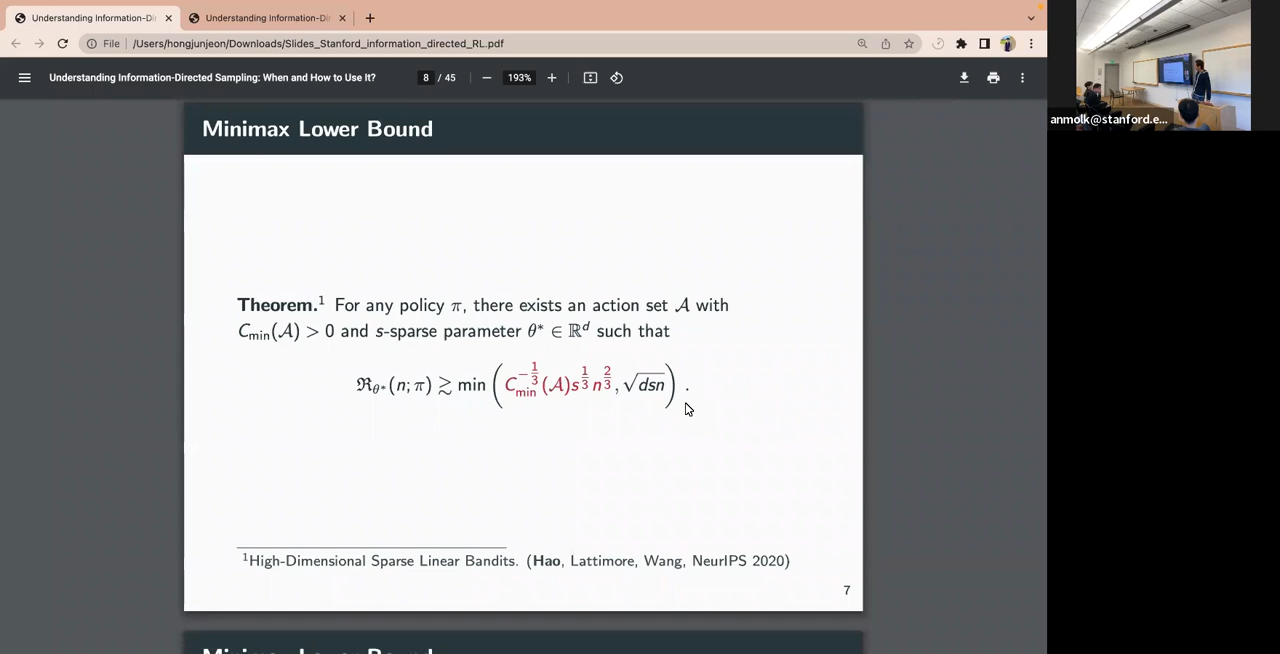 Understanding Information-Di
Understanding Information-Di
File
/Users/hongjunjeon/Downloads/Slides_Stanford_information_directed_RL.pdf
Understanding Information-Directed Sampling: When and How to Use It?
8 / 45
193%
anmolk@stanford.e...
Minimax Lower Bound
Theorem.¹ For any policy π, there exists an action set 𝒜 with
C_min(𝒜) > 0 and s-sparse parameter θ* ∈ ℝ^d such that
ℜ_θ*(n; π) ≳ min (C_min^{-1/3}(𝒜)s^{1/3}n^{2/3}, √dsn) .
¹High-Dimensional Sparse Linear Bandits. (Hao, Lattimore, Wang, NeurIPS 2020)
7
Minimax Lower Bound